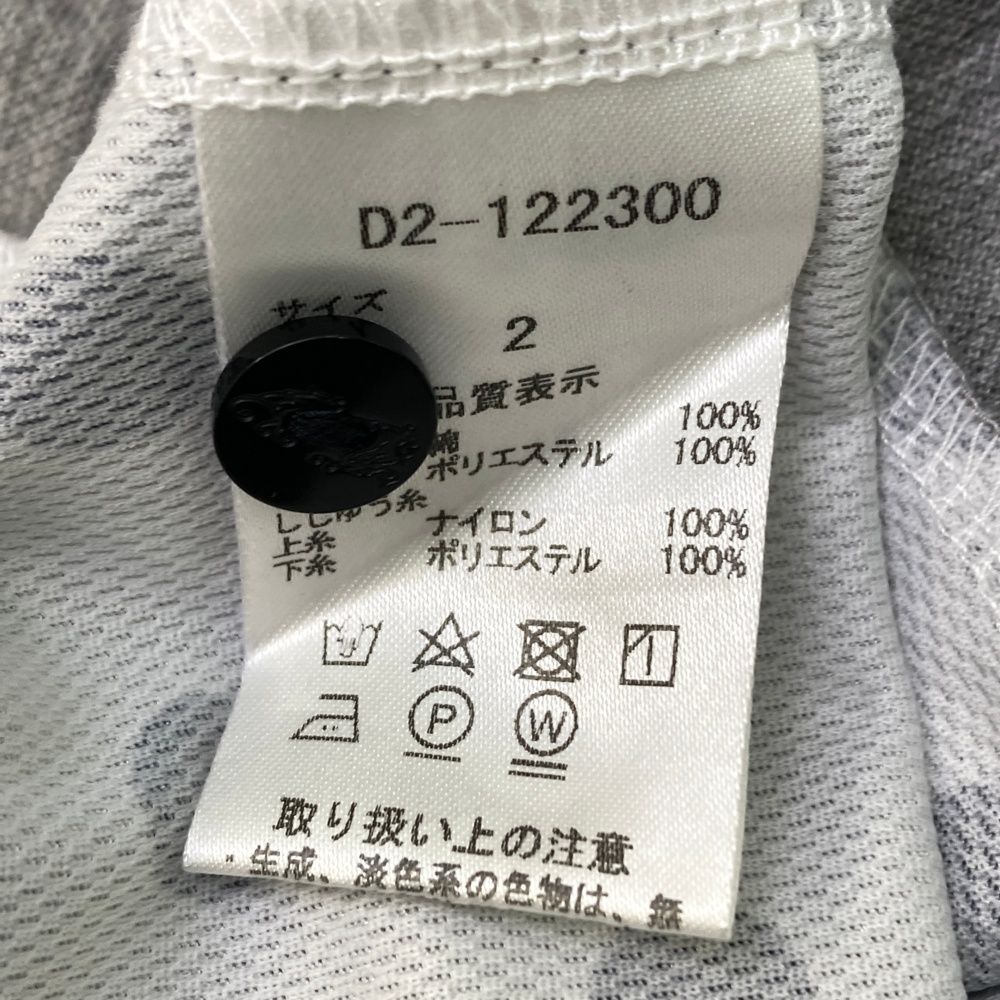 D2-122300
サイズ
2
品質表示
綿 100%
ポリエステル 100%
ししゅう糸
上糸 ナイロン 100%
下糸 ポリエステル 100%
P W
取り扱い上の注意
・生成、淡色系の色物は、無